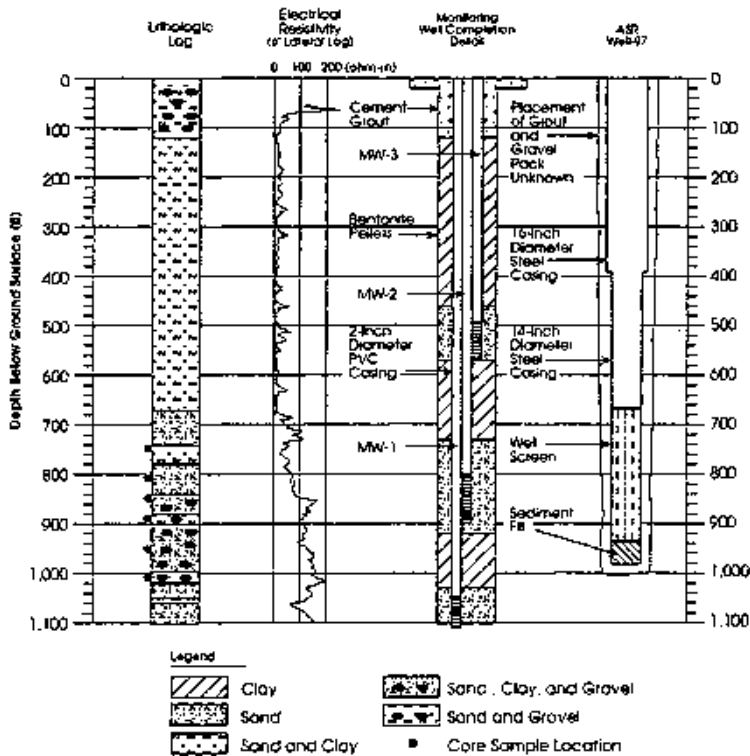 Lithologic
Log
Electrical
Resistivity
(6' Lateral Log)
Monitoring
Well Completion
Detail
ASR
Well-97
0 100 200 (ohm-m)
Depth Below Ground Surface (ft)
0
100
200
300
400
500
600
700
800
900
1,000
1,100
Cement
Grout
MW-3
Bentonite
Pellets
MW-2
2-Inch
Diameter
PVC
Casing
MW-1
Placement
of Grout
and
Gravel
Pack
Unknown
16-Inch
Diameter
Steel
Casing
14-Inch
Diameter
Steel
Casing
Well
Screen
Sediment
Fill
0
100
200
300
400
500
600
700
800
900
1,000
1,100
Legend
Clay
Sand
Sand and Clay
Sand, Clay, and Gravel
Sand and Gravel
Core Sample Location